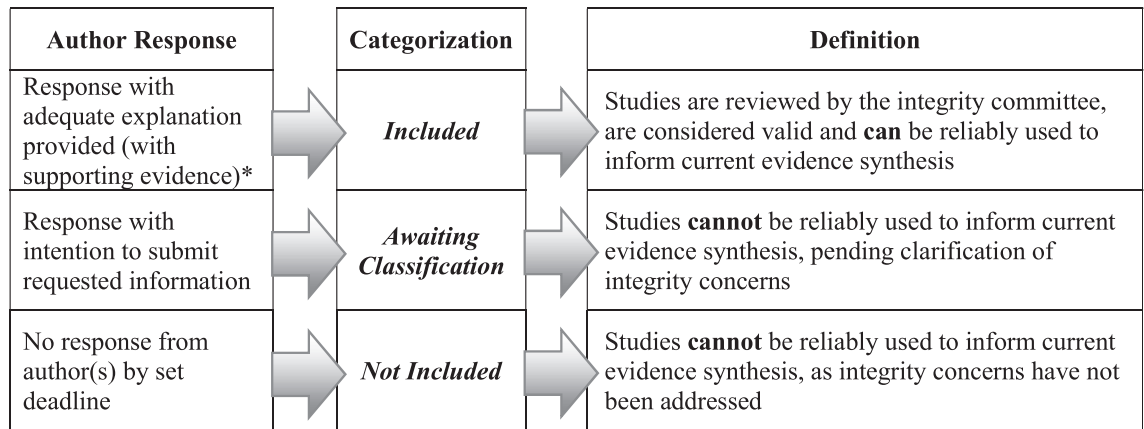 Author Response
Categorization
Definition
Response with
adequate explanation
provided (with
supporting evidence)*
Included
Studies are reviewed by the integrity committee,
are considered valid and can be reliably used to
inform current evidence synthesis
Response with
intention to submit
requested information
Awaiting
Classification
Studies cannot be reliably used to inform current
evidence synthesis, pending clarification of
integrity concerns
No response from
author(s) by set
deadline
Not Included
Studies cannot be reliably used to inform current
evidence synthesis, as integrity concerns have not
been addressed